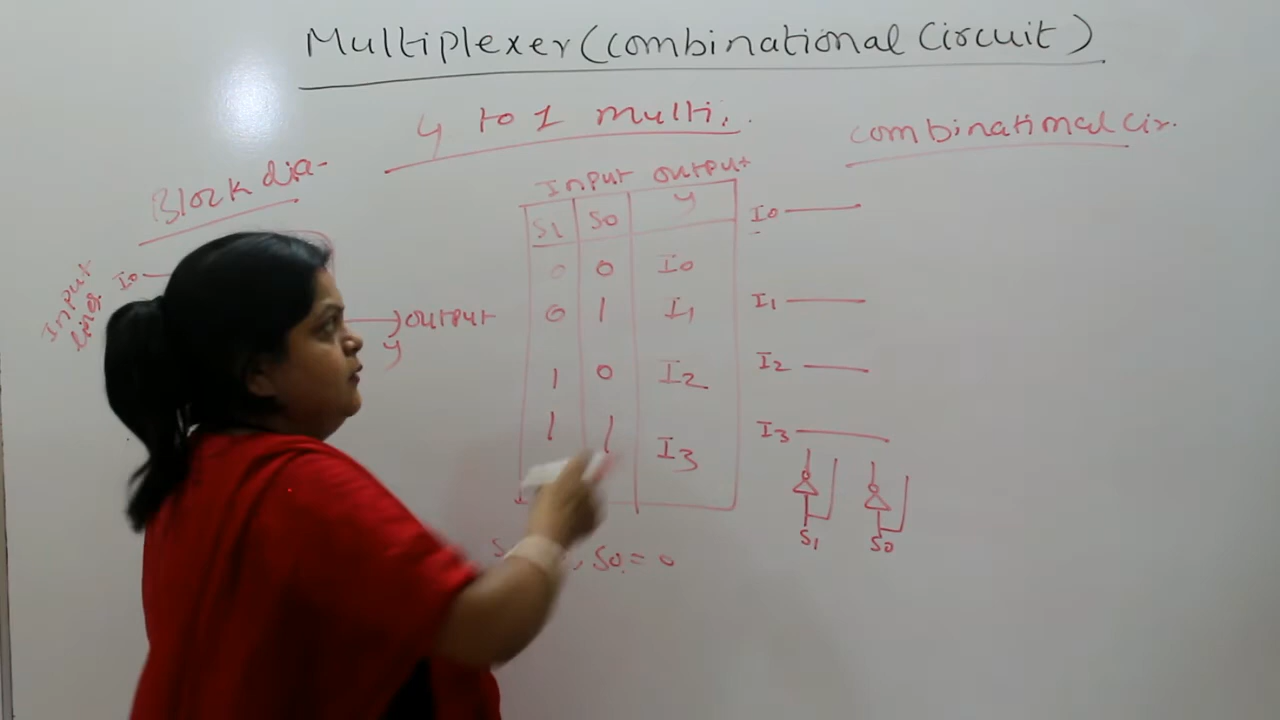 Multiplexer (combinational circuit)
4 to 1 multi.
combinational cir.
Block dia-
Input output
S1 S0 y
0 0 I0
0 1 I1
1 0 I2
1 1 I3
Input
I0
output
y
I0
I1
I2
I3
S1 S0
S0 = 0